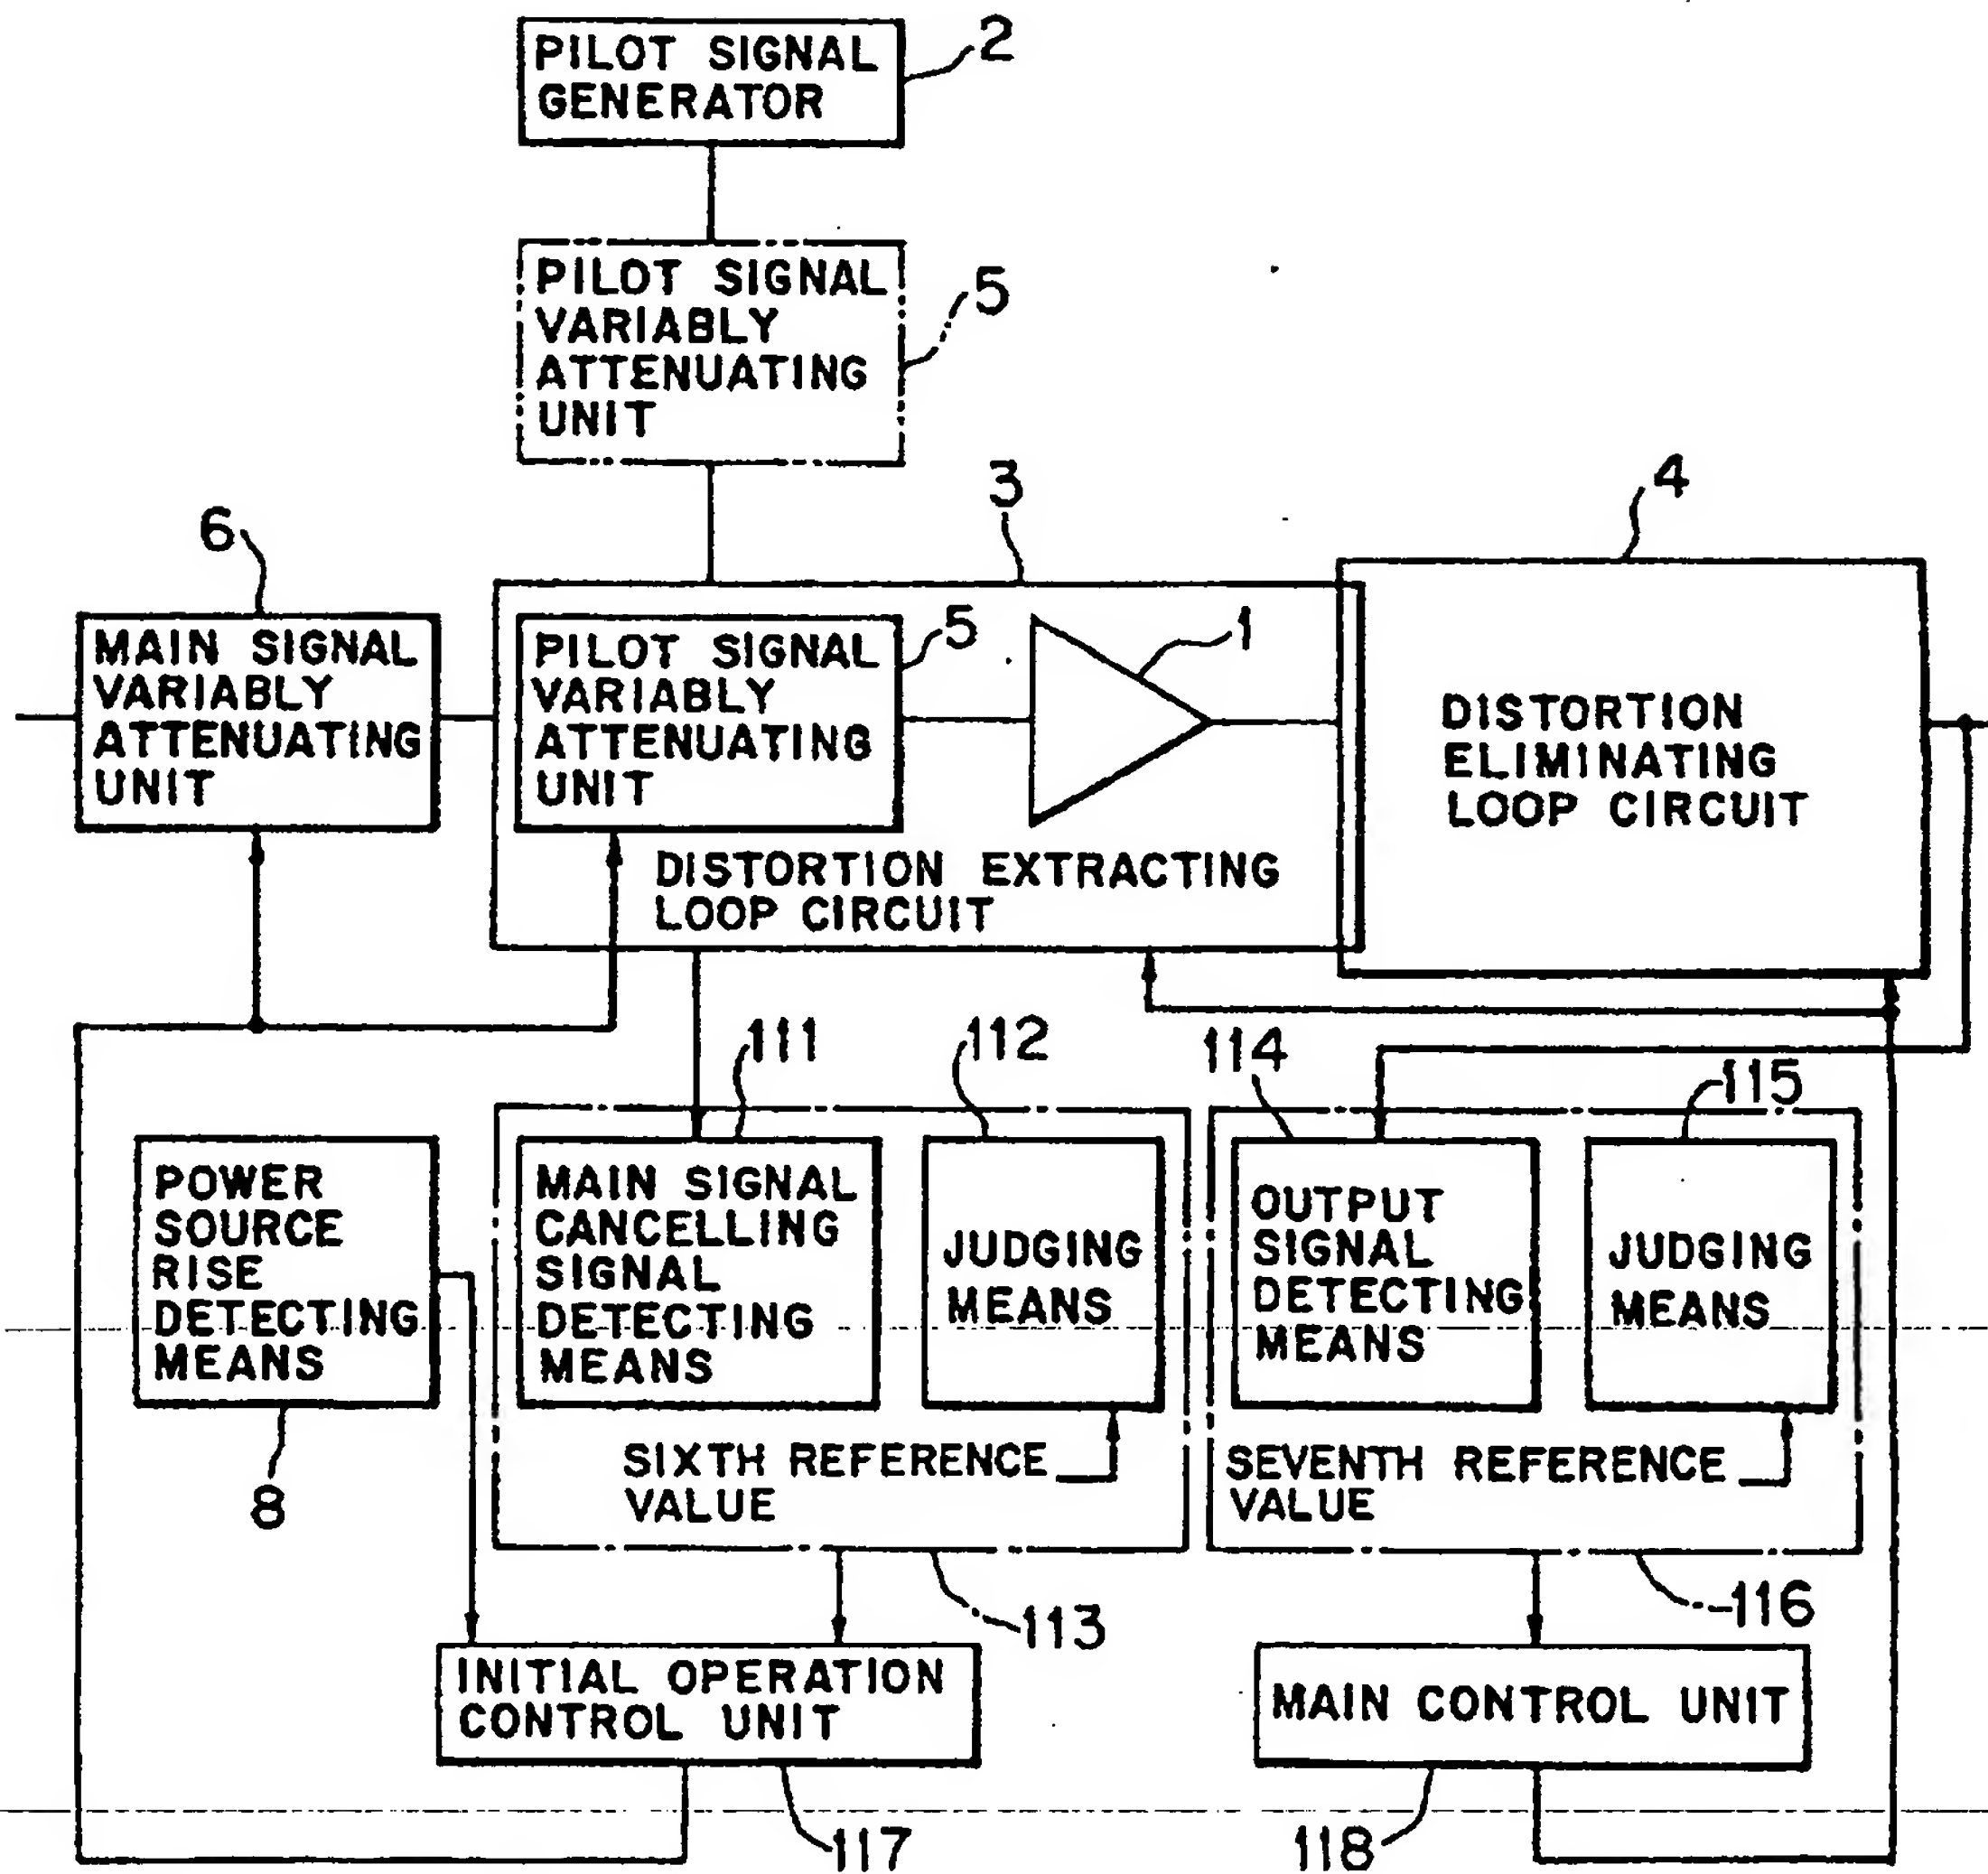 PILOT SIGNAL
GENERATOR
2
PILOT SIGNAL
VARIABLY
ATTENUATING
UNIT
5
3
4
6
MAIN SIGNAL
VARIABLY
ATTENUATING
UNIT
PILOT SIGNAL
VARIABLY
ATTENUATING
UNIT
5
1
DISTORTION
ELIMINATING
LOOP CIRCUIT
DISTORTION EXTRACTING
LOOP CIRCUIT
111
112
114
115
POWER
SOURCE
RISE
DETECTING
MEANS
8
MAIN SIGNAL
CANCELLING
SIGNAL
DETECTING
MEANS
JUDGING
MEANS
OUTPUT
SIGNAL
DETECTING
MEANS
JUDGING
MEANS
SIXTH REFERENCE
VALUE
SEVENTH REFERENCE
VALUE
113
116
INITIAL OPERATION
CONTROL UNIT
MAIN CONTROL UNIT
117
118